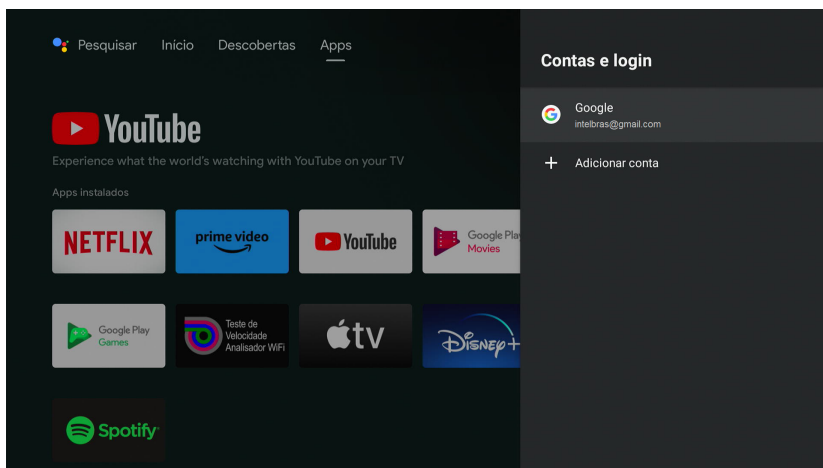 Pesquisar Início Descobertas Apps
YouTube
Experience what the world's watching with YouTube on your TV
Apps instalados
NETFLIX
prime video
YouTube
Google Play
Movies
Google Play
Games
Teste de
Velocidade
Analisador WiFi
tv
Disney+
Spotify
Contas e login
Google
intelbras@gmail.com
Adicionar conta